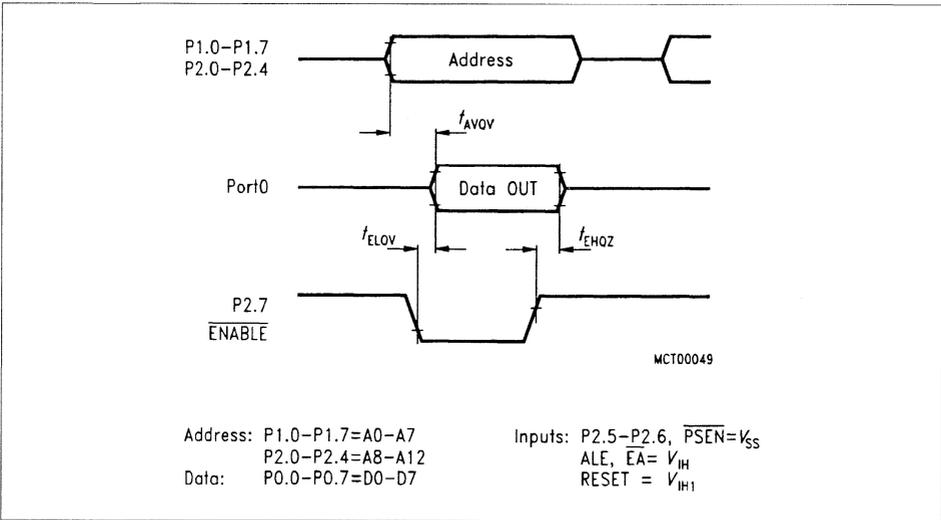 P1.0-P1.7
P2.0-P2.4
Address
tAVQV
Port0
Data OUT
tELQV
tEHQZ
P2.7
ENABLE
MCT00049
Address: P1.0-P1.7=A0-A7
P2.0-P2.4=A8-A12
Data: P0.0-P0.7=D0-D7
Inputs: P2.5-P2.6, PSEN=VSS
ALE, EA= VIH
RESET = VIH1